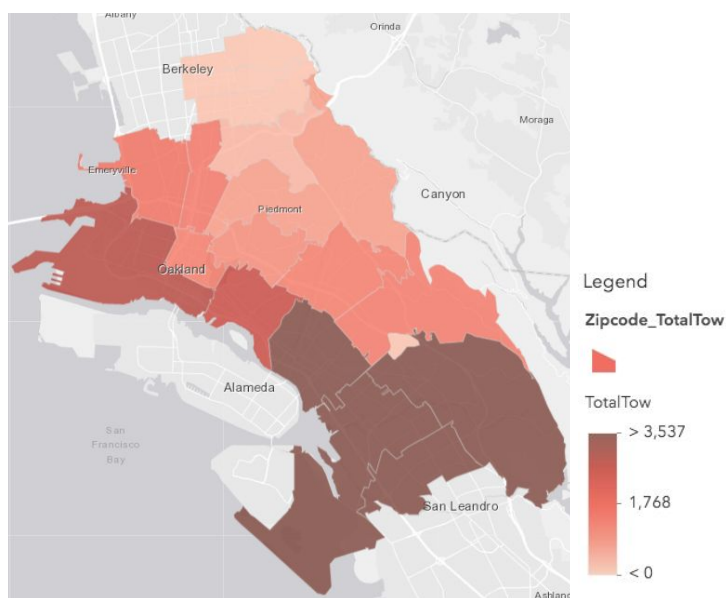 Albany
Orinda
Berkeley
Moraga
Emeryville
Canyon
Piedmont
Oakland
Alameda
San
Francisco
Bay
San Leandro
Ashland
Legend
Zipcode_TotalTow
TotalTow
> 3,537
1,768
< 0